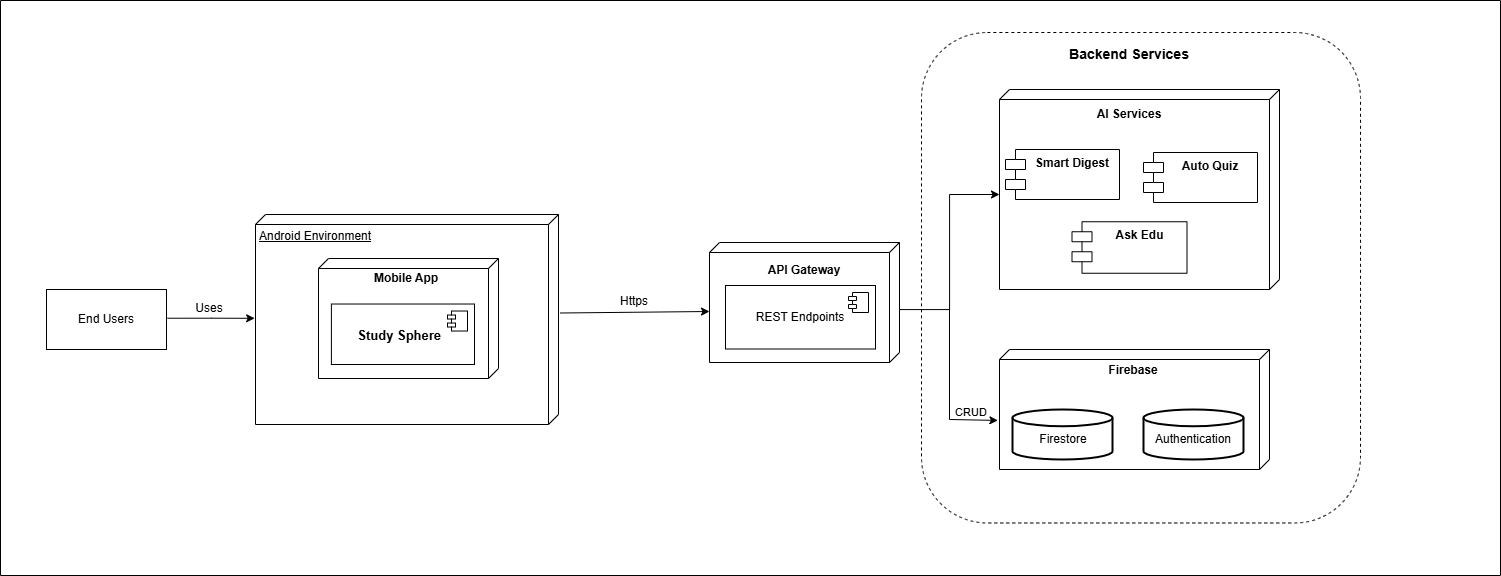 Backend Services
AI Services
Smart Digest
Auto Quiz
Ask Edu
Android Environment
Mobile App
Study Sphere
End Users
Uses
Https
API Gateway
REST Endpoints
CRUD
Firebase
Firestore
Authentication